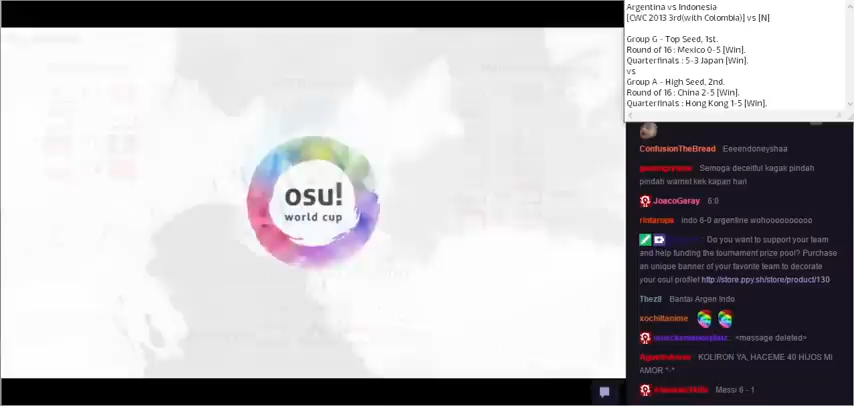 osu!
world cup
Argentina vs Indonesia
[CWC 2013 3rd(with Colombia)] vs [N]
Group G - Top Seed, 1st.
Round of 16 : Mexico 0-5 [Win].
Quarterfinals : 5-3 Japan [Win].
vs
Group A - High Seed, 2nd.
Round of 16 : China 2-5 [Win].
Quarterfinals : Hong Kong 1-5 [Win].
ConfusionTheBread Eeeendoneyshaa
Semoga deceitful kagak pindah
pindah warnet kek kapan hari
JoacoGaray 6:0
rintarops indo 6-0 argenline wohoooooooooo
Do you want to support your team
and help funding the tournament prize pool? Purchase
an unique banner of your favorite team to decorate
your osu! profile! http://store.ppy.sh/store/product/130
Thez8 Bantai Argen Indo
xochiltanime
<message deleted>
KOLIRON YA, HACEME 40 HIJOS MI
AMOR *-*
Messi 6 - 1